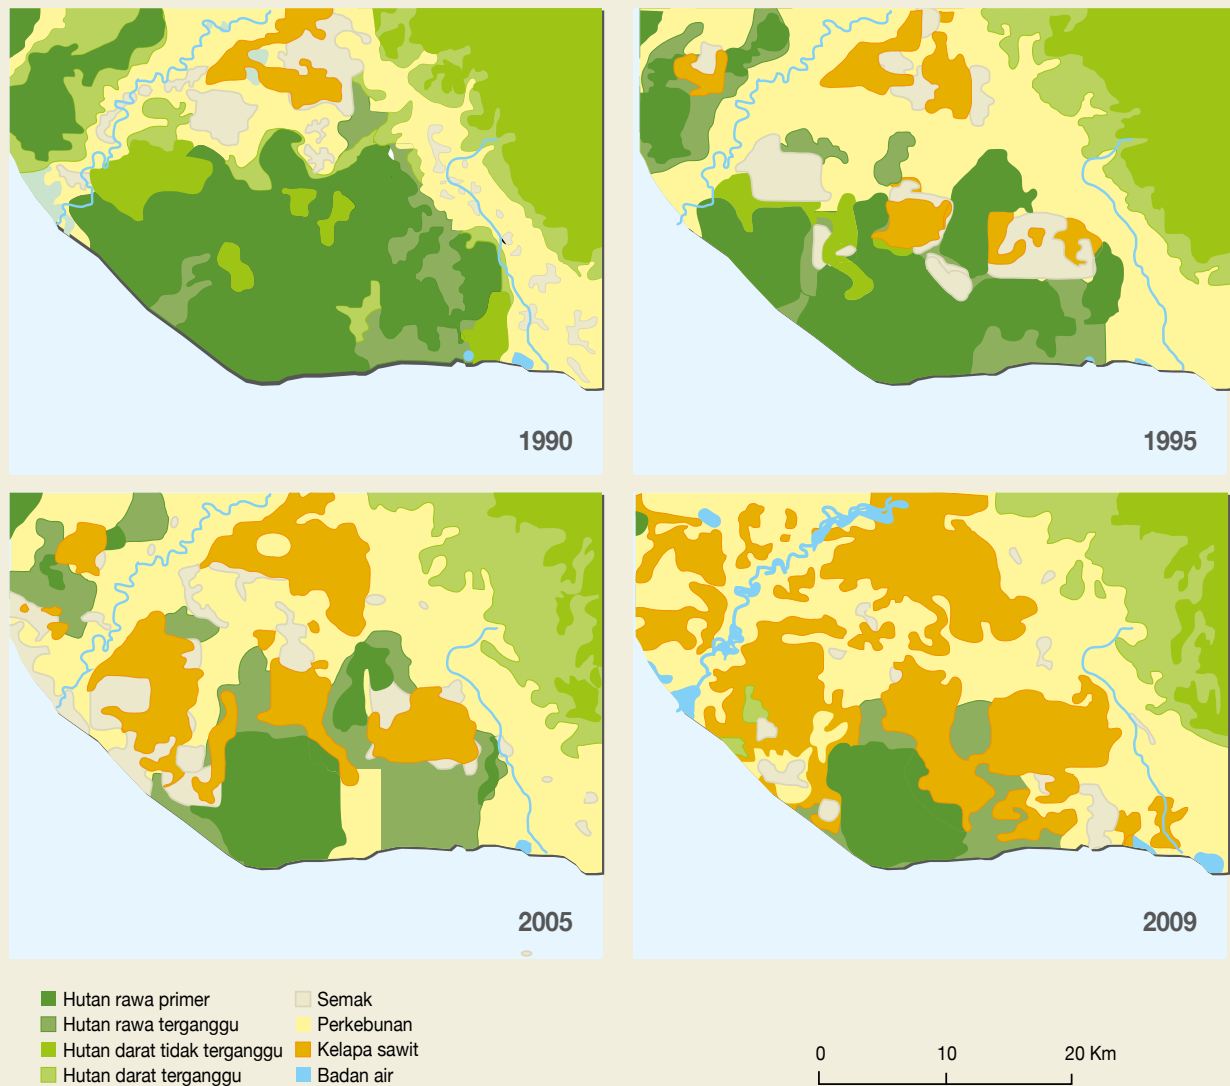 1990
1995
2005
2009
Hutan rawa primer
Hutan rawa terganggu
Hutan darat tidak terganggu
Hutan darat terganggu
Semak
Perkebunan
Kelapa sawit
Badan air
0 10 20 Km